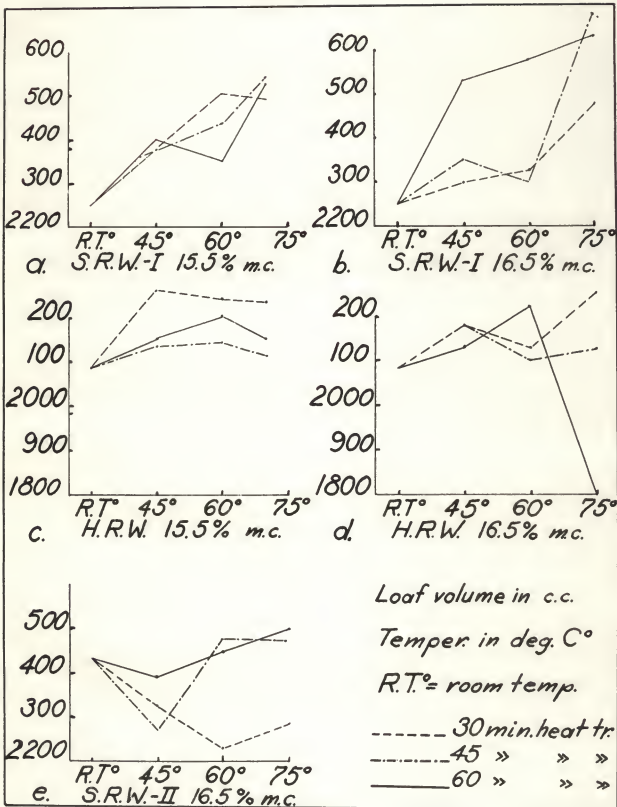 600
500
400
300
2200
R.T.° 45° 60° 75°
a. S.R.W.-I 15.5% m.c.
600
500
400
300
2200
R.T.° 45° 60° 75°
b. S.R.W.-I 16.5% m.c.
200
100
2000
900
1800
R.T° 45° 60° 75°
c. H.R.W. 15.5% m.c.
200
100
2000
900
1800
R.T.° 45° 60° 75°
d. H.R.W. 16.5% m.c.
500
400
300
2200
R.T° 45° 60° 75°
e. S.R.W.-II 16.5% m.c.
Loaf volume in c.c.
Temper. in deg. C°
R.T.° = room temp.
30 min. heat tr.
45 » » »
60 » » »